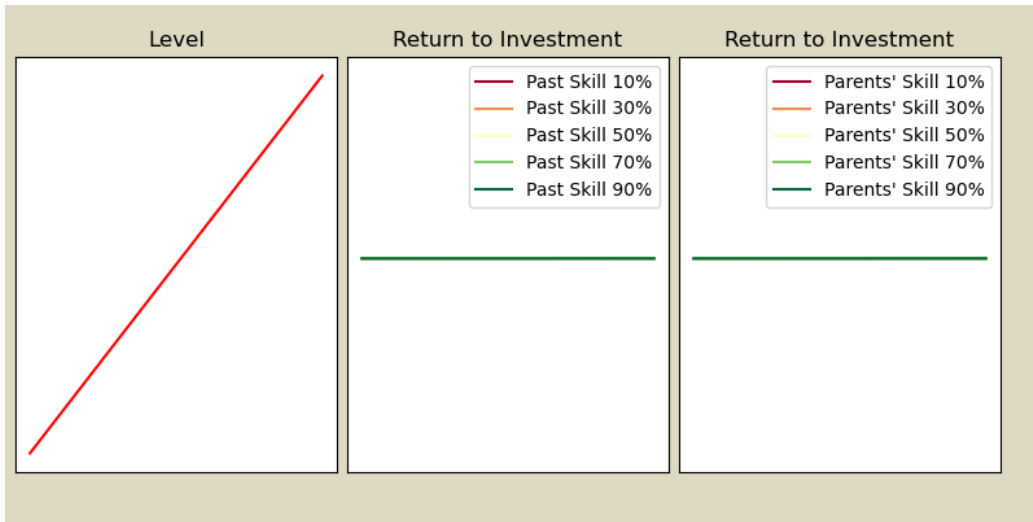 Level
Return to Investment
Past Skill 10%
Past Skill 30%
Past Skill 50%
Past Skill 70%
Past Skill 90%
Return to Investment
Parents' Skill 10%
Parents' Skill 30%
Parents' Skill 50%
Parents' Skill 70%
Parents' Skill 90%